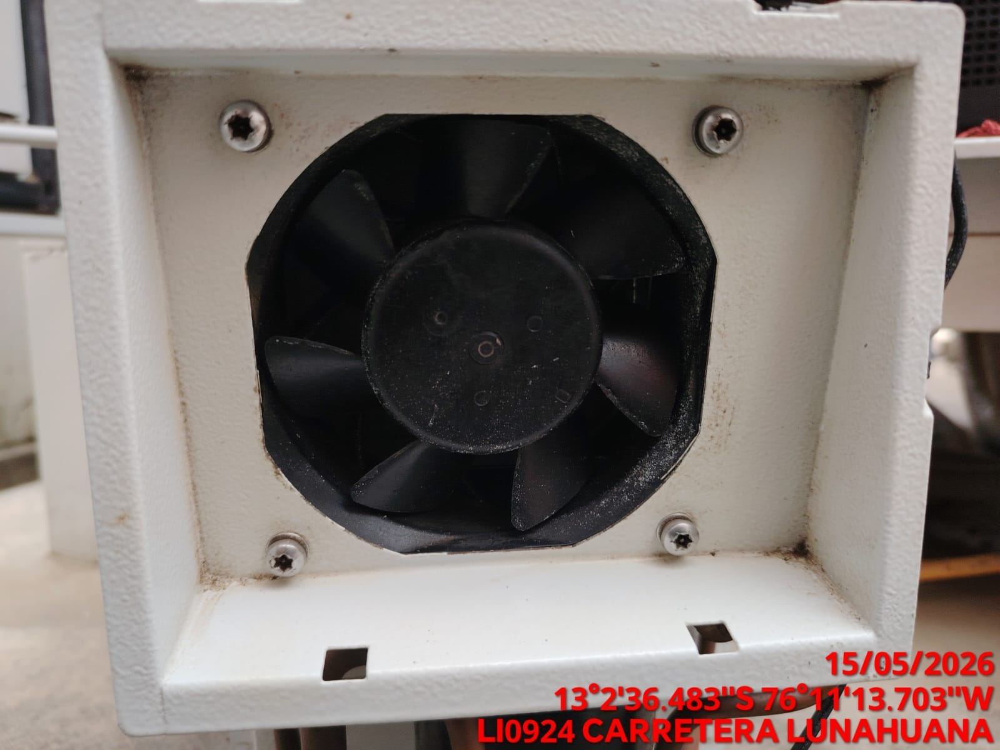 15/05/2026
13°2'36.483"S 76°11'13.703"W
LI0924 CARRETERA LUNAHUANA